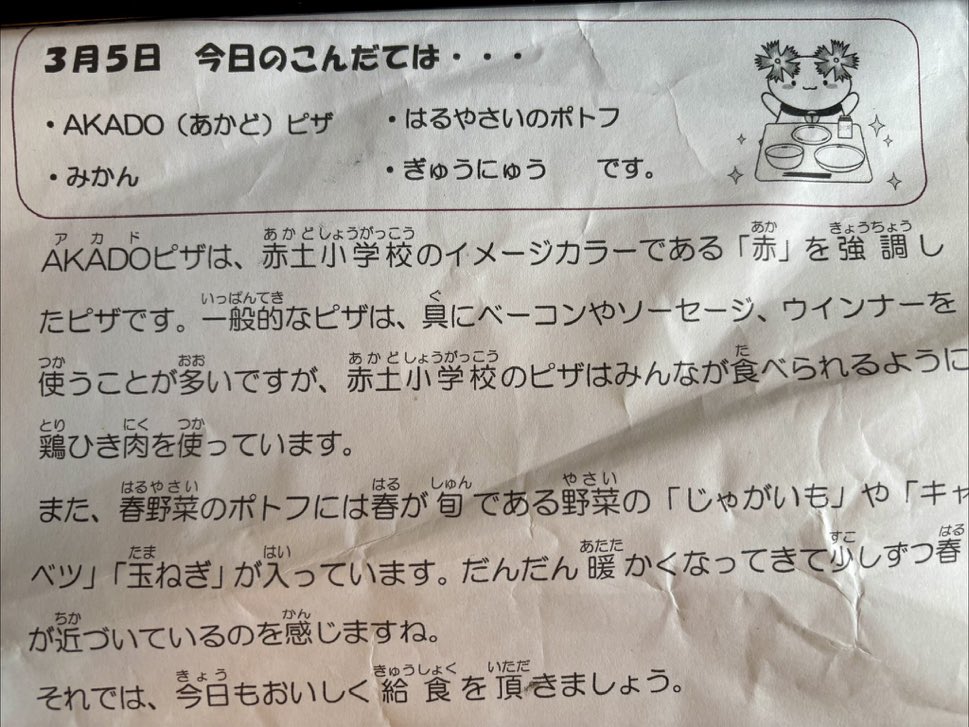 3月5日　今日のこんだては・・・
・AKADO（あかど）ピザ　・はるやさいのポトフ
・みかん　・ぎゅうにゅう　です。
AKADOピザは、赤土小学校のイメージカラーである「赤」を強調し
たピザです。一般的なピザは、具にベーコンやソーセージ、ウインナーを
使うことが多いですが、赤土小学校のピザはみんなが食べられるように
鶏ひき肉を使っています。
また、春野菜のポトフには春が旬である野菜の「じゃがいも」や「キャ
ベツ」「玉ねぎ」が入っています。だんだん暖かくなってきて少しずつ春
が近づいているのを感じますね。
それでは、今日もおいしく給食を頂きましょう。